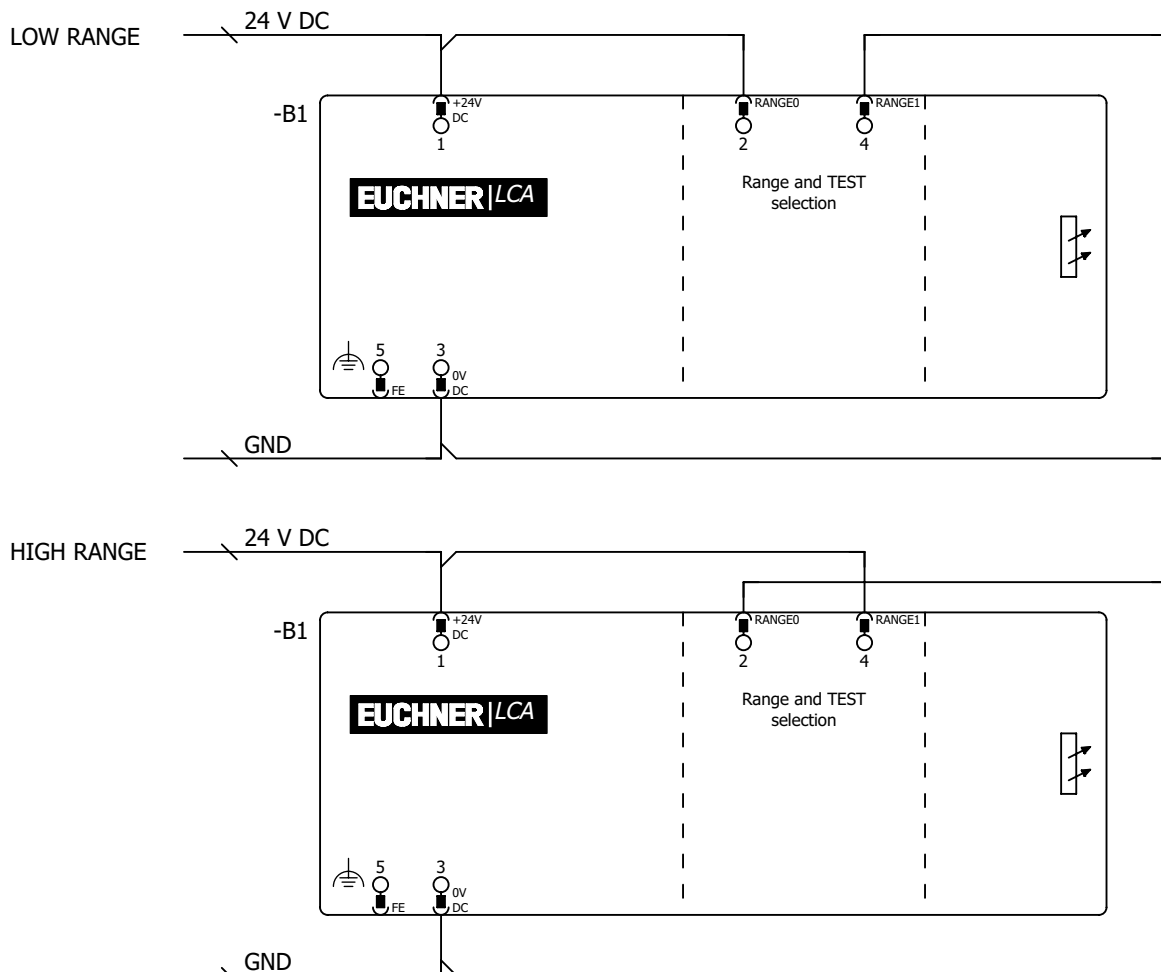 24 V DC
LOW RANGE
-B1
+24V
DC
RANGE0
RANGE1
1
2
4
EUCHNER|LCA
Range and TEST
selection
5
3
0V
FE
DC
GND
24 V DC
HIGH RANGE
-B1
+24V
DC
RANGE0
RANGE1
1
2
4
EUCHNER|LCA
Range and TEST
selection
5
3
0V
FE
DC
GND